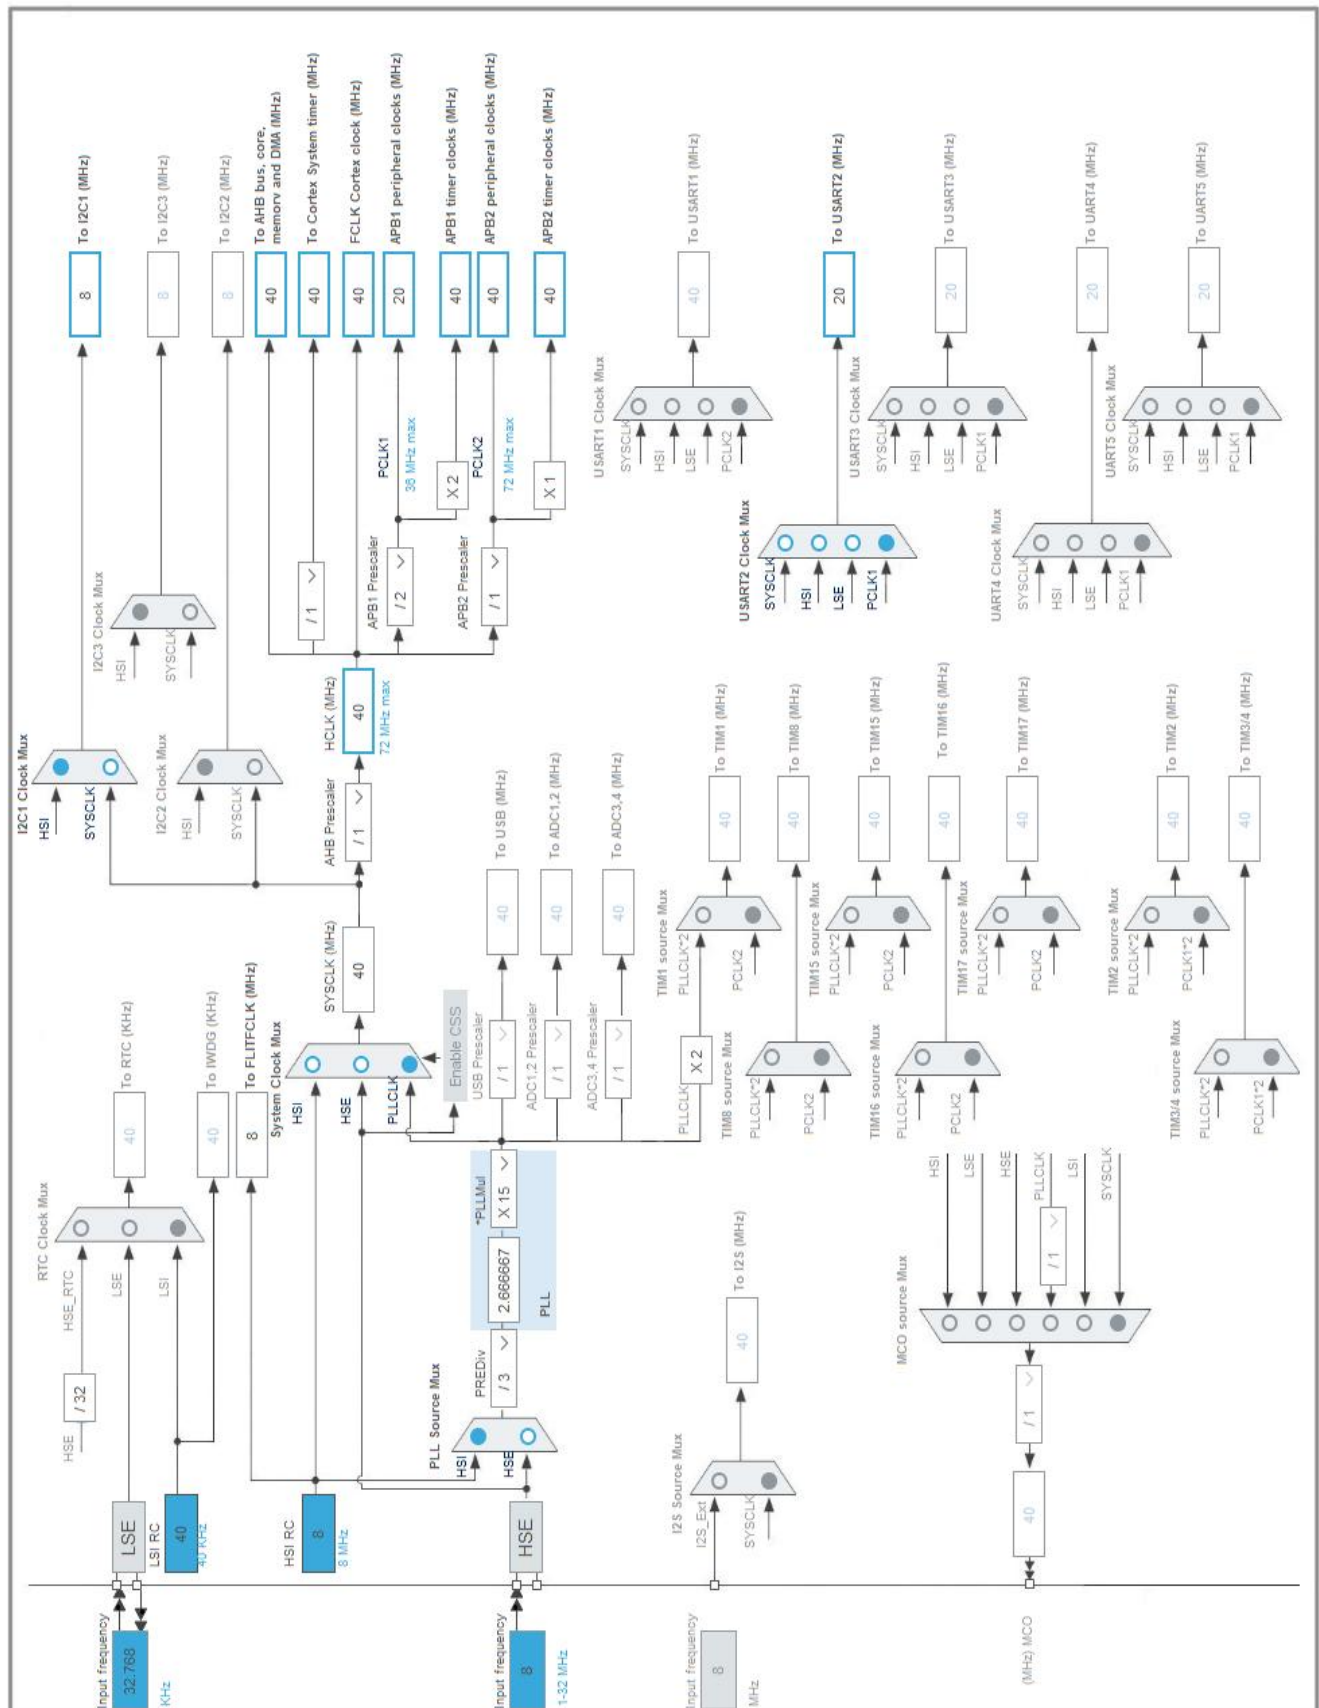 Input frequency
32.768
KHz
LSE
LSI RC
40
40 KHz
HSE
/ 32
HSE_RTC
LSE
LSI
RTC Clock Mux
40
To RTC (KHz)
40
To IWDG (KHz)
8
To FLITFCLK (MHz)
HSI RC
8
8 MHz
Input frequency
8
1-32 MHz
HSE
PLL Source Mux
HSI
HSE
PREDiv
/ 3
2.666667
*PLLMul
X 15
PLL
System Clock Mux
HSI
HSE
PLLCLK
Enable CSS
SYSCLK (MHz)
40
AHB Prescaler
/ 1
HCLK (MHz)
40
72 MHz max
I2C1 Clock Mux
HSI
SYSCLK
8
To I2C1 (MHz)
I2C3 Clock Mux
HSI
SYSCLK
8
To I2C3 (MHz)
I2C2 Clock Mux
HSI
SYSCLK
8
To I2C2 (MHz)
40
To AHB bus, core,
memory and DMA (MHz)
/ 1
40
To Cortex System timer (MHz)
40
FCLK Cortex clock (MHz)
APB1 Prescaler
/ 2
PCLK1
36 MHz max
20
APB1 peripheral clocks (MHz)
X 2
40
APB1 timer clocks (MHz)
APB2 Prescaler
/ 1
PCLK2
72 MHz max
40
APB2 peripheral clocks (MHz)
X 1
40
APB2 timer clocks (MHz)
USB Prescaler
/ 1
40
To USB (MHz)
ADC1,2 Prescaler
/ 1
40
To ADC1,2 (MHz)
ADC3,4 Prescaler
/ 1
40
To ADC3,4 (MHz)
PLLCLK
X 2
TIM1 source Mux
PLLCLK*2
PCLK2
40
To TIM1 (MHz)
TIM8 source Mux
PLLCLK*2
PCLK2
40
To TIM8 (MHz)
TIM15 source Mux
PLLCLK*2
PCLK2
40
To TIM15 (MHz)
TIM16 source Mux
PLLCLK*2
PCLK2
40
To TIM16 (MHz)
TIM17 source Mux
PLLCLK*2
PCLK2
40
To TIM17 (MHz)
TIM2 source Mux
PLLCLK*2
PCLK1*2
40
To TIM2 (MHz)
TIM3/4 source Mux
PLLCLK*2
PCLK1*2
40
To TIM3/4 (MHz)
USART1 Clock Mux
SYSCLK
HSI
LSE
PCLK2
40
To USART1 (MHz)
USART2 Clock Mux
SYSCLK
HSI
LSE
PCLK1
20
To USART2 (MHz)
USART3 Clock Mux
SYSCLK
HSI
LSE
PCLK1
20
To USART3 (MHz)
UART4 Clock Mux
SYSCLK
HSI
LSE
PCLK1
20
To UART4 (MHz)
UART5 Clock Mux
SYSCLK
HSI
LSE
PCLK1
20
To UART5 (MHz)
Input frequency
8
MHz
I2S Source Mux
I2S_Ext
SYSCLK
40
To I2S (MHz)
(MHz) MCO
40
/ 1
MCO source Mux
HSI
LSE
HSE
/ 1
PLLCLK
LSI
SYSCLK